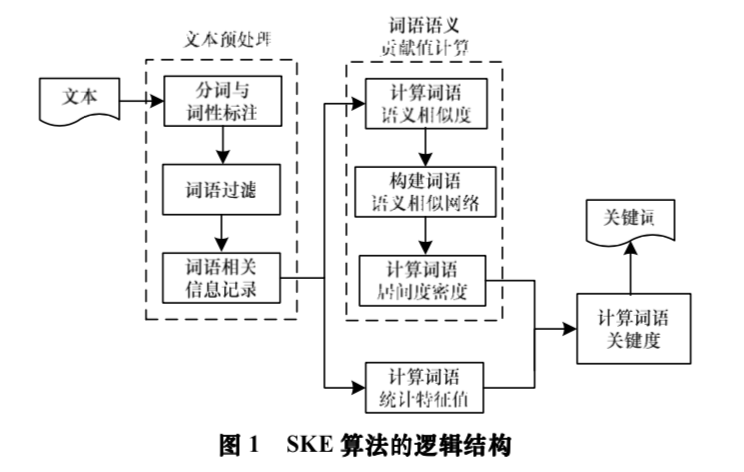 文本预处理
词语语义
贡献值计算
文本
分词与
词性标注
词语过滤
词语相关
信息记录
计算词语
语义相似度
构建词语
语义相似网络
计算词语
居间度密度
计算词语
统计特征值
关键词
计算词语
关键度
图1 SKE 算法的逻辑结构